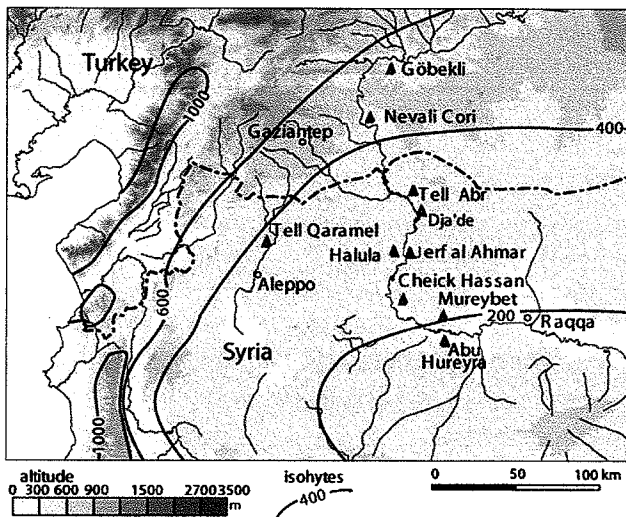 Turkey
Göbekli
1000
Nevali Cori
Gaziantep
400
Tell Abr
Dja'de
Tell Qaramel
Halula
Jerf al Ahmar
Aleppo
Cheick Hassan
Mureybet
600
200
Raqqa
Syria
Abu
Hureyra
1000
altitude
isohytes
0 50 100 km
0 300 600 900 1500 2700 3500
m
400